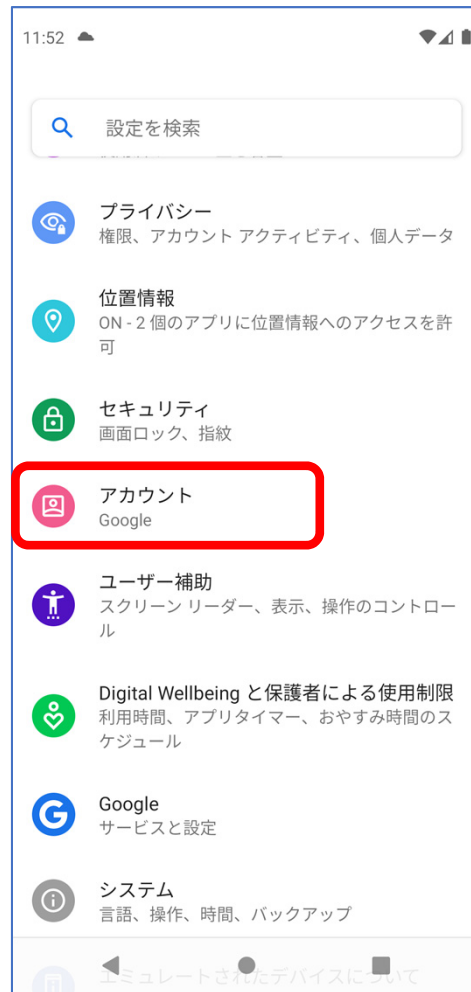 11:52
設定を検索
プライバシー
権限、アカウント アクティビティ、個人データ
位置情報
ON - 2 個のアプリに位置情報へのアクセスを許
可
セキュリティ
画面ロック、指紋
アカウント
Google
ユーザー補助
スクリーン リーダー、表示、操作のコントロー
ル
Digital Wellbeing と保護者による使用制限
利用時間、アプリタイマー、おやすみ時間のス
ケジュール
Google
サービスと設定
システム
言語、操作、時間、バックアップ
エミュレートされたデバイスについて